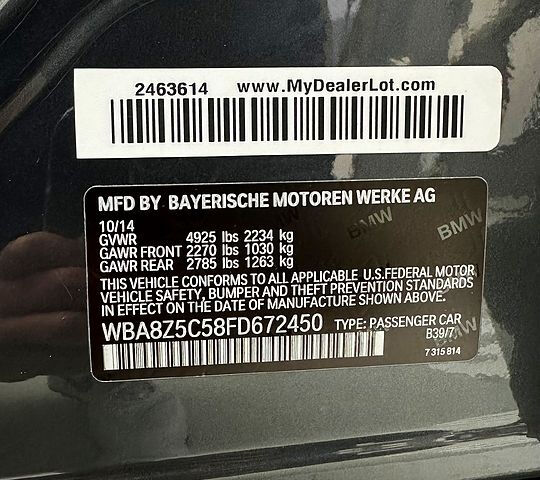 2463614 www.MyDealerLot.com
MFD BY BAYERISCHE MOTOREN WERKE AG
10/14
GVWR 4925 lbs 2234 kg
GAWR FRONT 2270 lbs 1030 kg
GAWR REAR 2785 lbs 1263 kg
THIS VEHICLE CONFORMS TO ALL APPLICABLE U.S.FEDERAL MOTOR
VEHICLE SAFETY, BUMPER AND THEFT PREVENTION STANDARDS
IN EFFECT ON THE DATE OF MANUFACTURE SHOWN ABOVE.
WBA8Z5C58FD672450 TYPE: PASSENGER CAR
B39/7
7 315 814
BMW
BMW
BMW